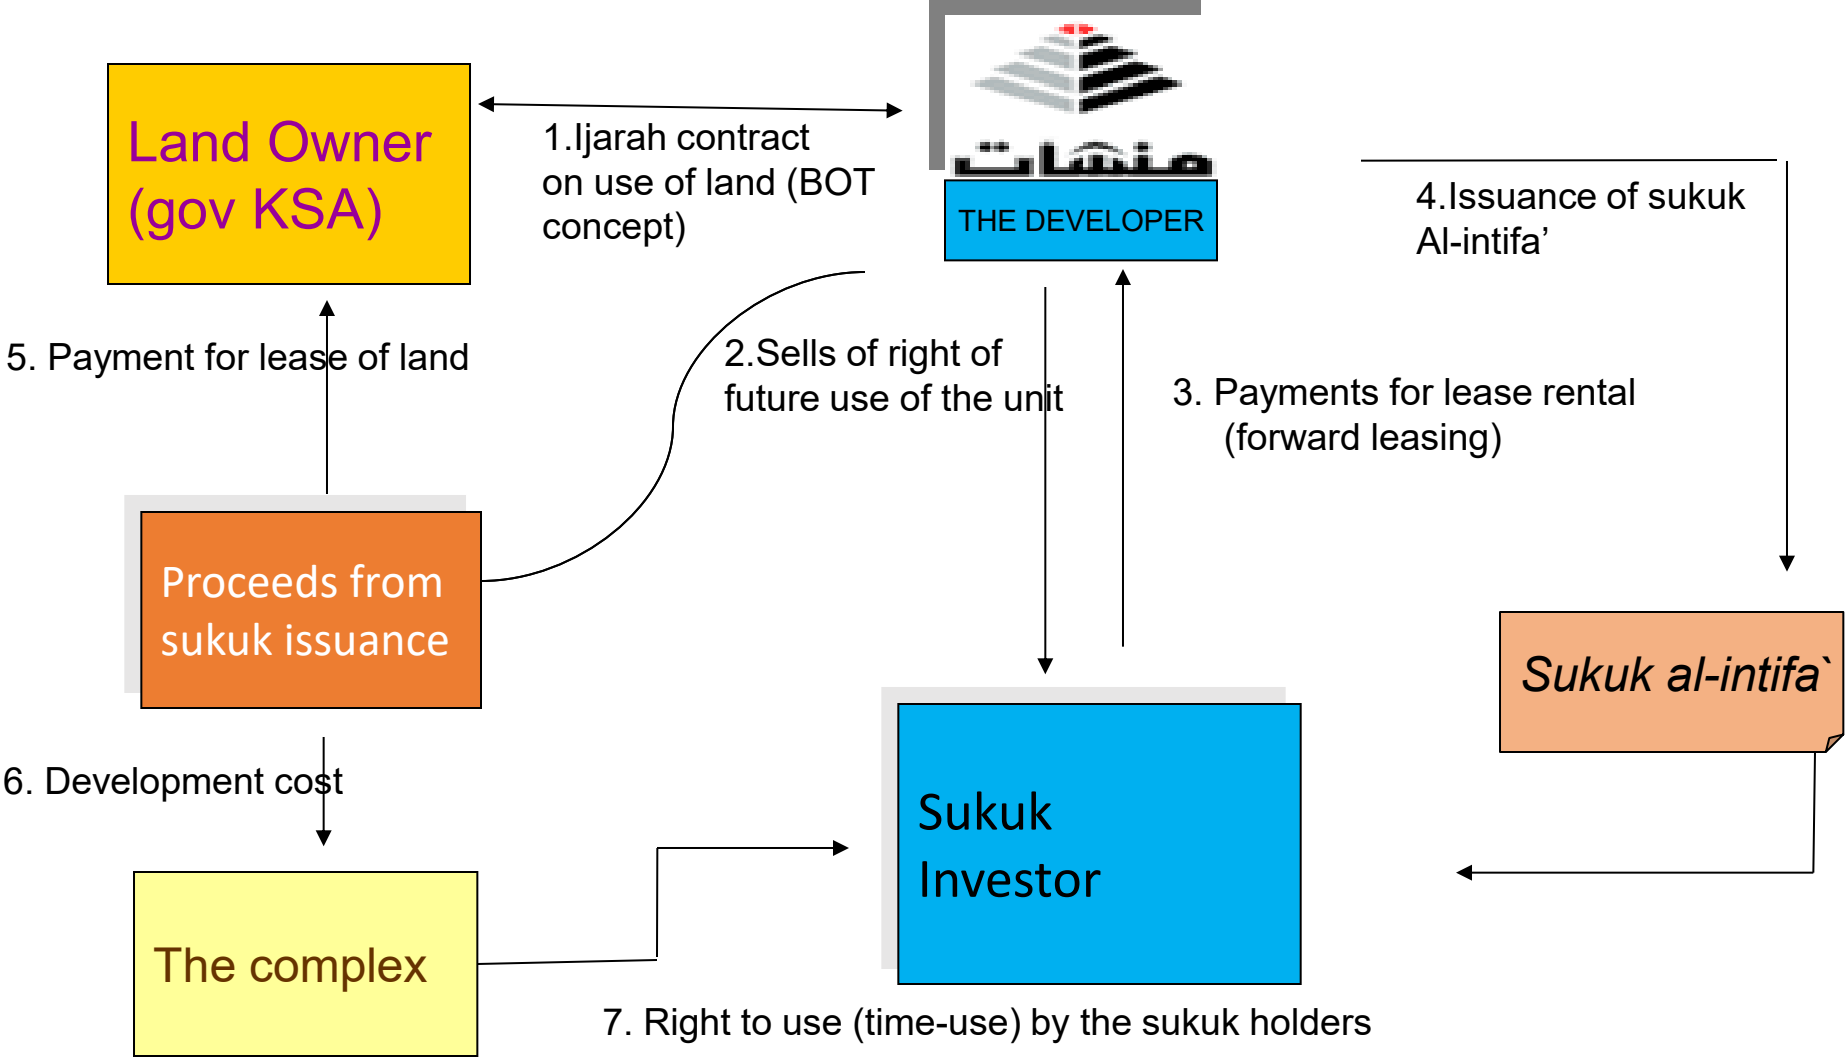 Land Owner
(gov KSA)
1.Ijarah contract
on use of land (BOT
concept)
منشات
THE DEVELOPER
4.Issuance of sukuk
Al-intifa’
5. Payment for lease of land
2.Sells of right of
future use of the unit
3. Payments for lease rental
(forward leasing)
Proceeds from
sukuk issuance
Sukuk al-intifa`
6. Development cost
Sukuk
Investor
The complex
7. Right to use (time-use) by the sukuk holders